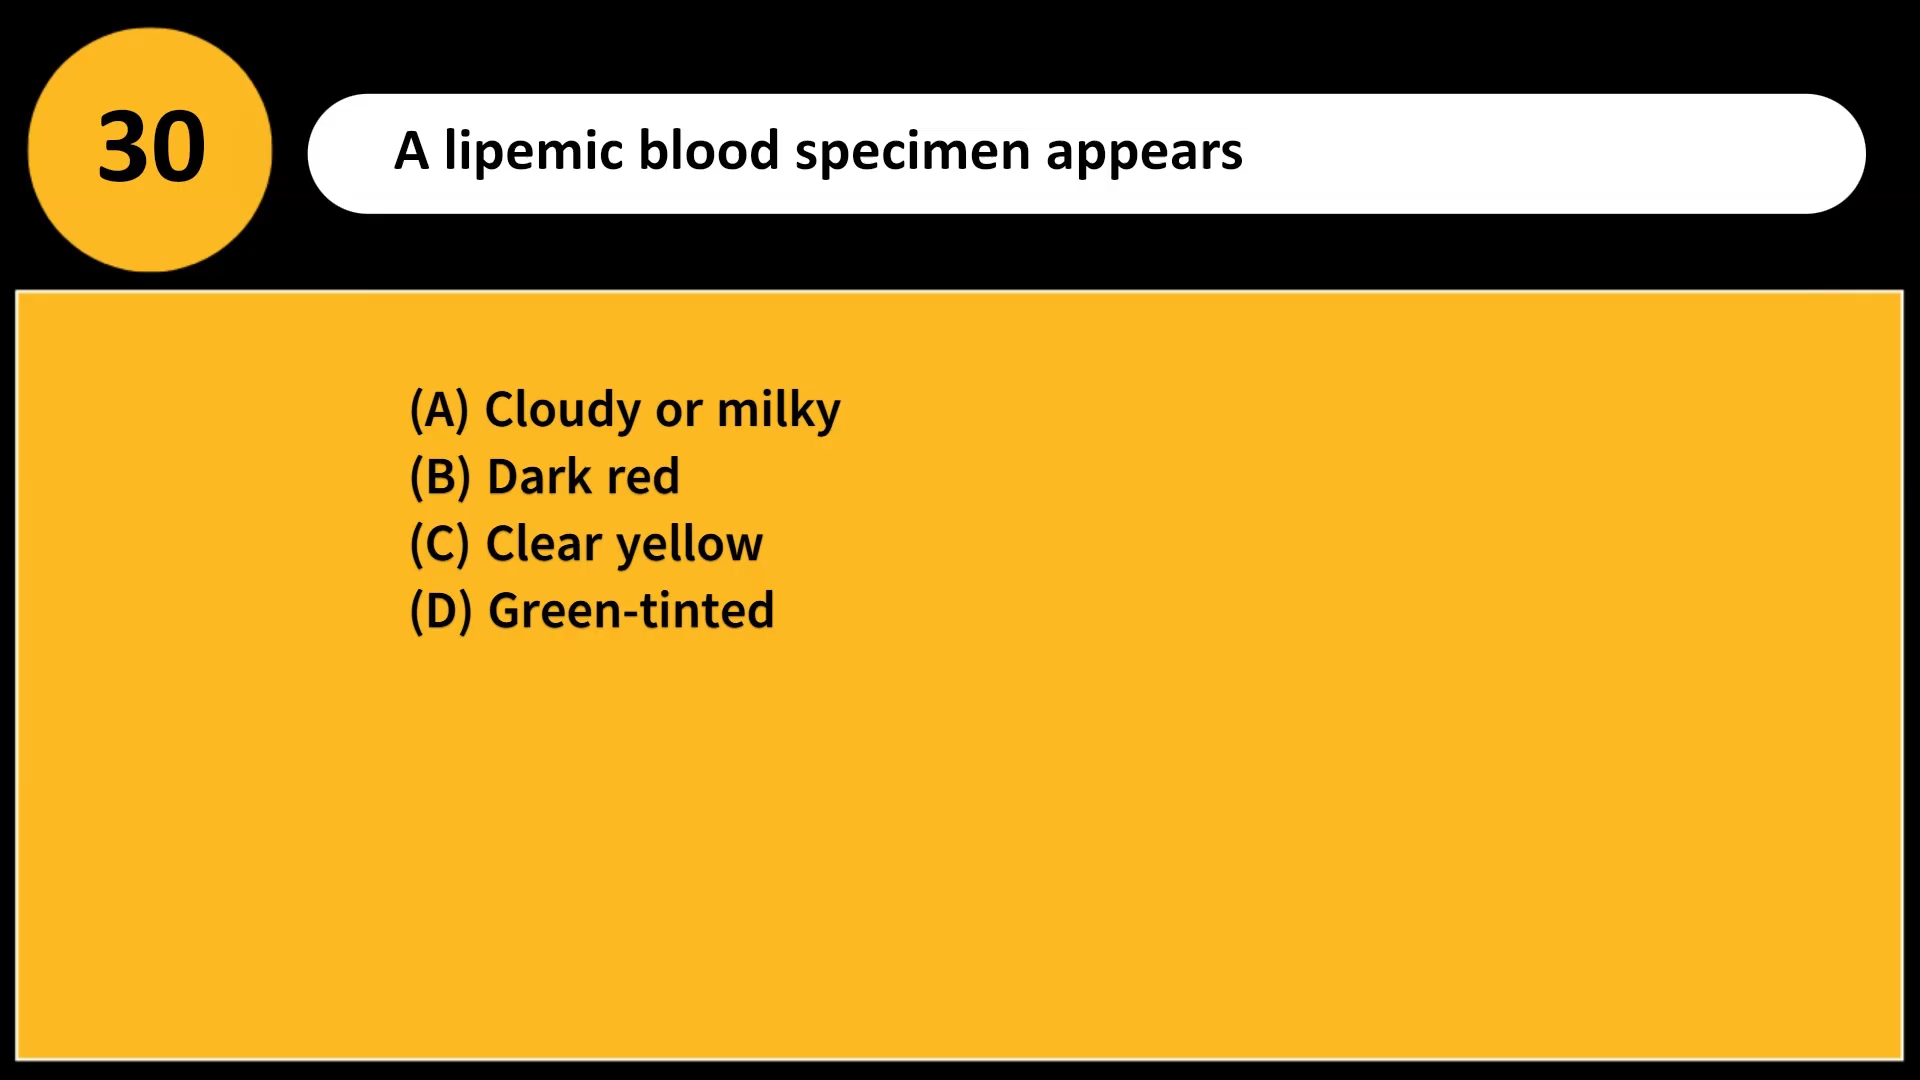 30
A lipemic blood specimen appears
(A) Cloudy or milky
(B) Dark red
(C) Clear yellow
(D) Green-tinted